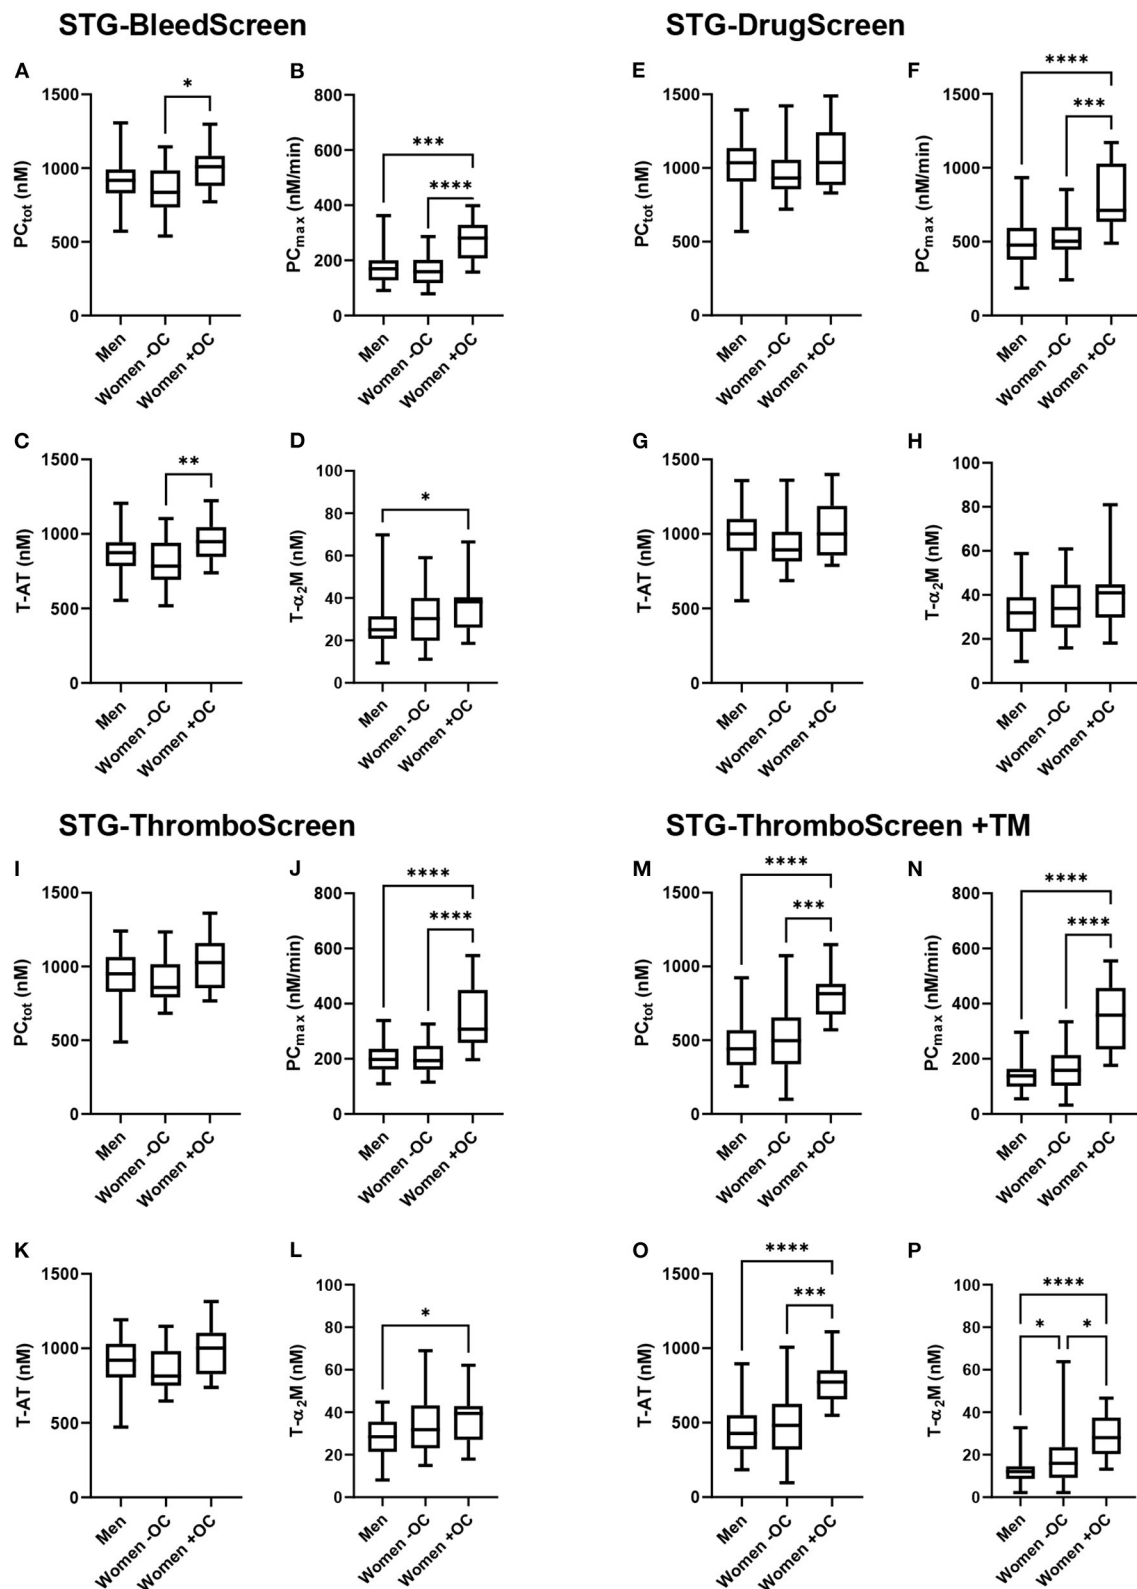 STG-BleedScreen
STG-DrugScreen
A
*
1500
1000
500
0
PCtot (nM)
Men
Women -OC
Women +OC
B
***
****
800
600
400
200
0
PCmax (nM/min)
Men
Women -OC
Women +OC
E
1500
1000
500
0
PCtot (nM)
Men
Women -OC
Women +OC
F
****
***
1500
1000
500
0
PCmax (nM/min)
Men
Women -OC
Women +OC
C
**
1500
1000
500
0
T-AT (nM)
Men
Women -OC
Women +OC
D
*
100
80
60
40
20
0
T-α2M (nM)
Men
Women -OC
Women +OC
G
1500
1000
500
0
T-AT (nM)
Men
Women -OC
Women +OC
H
100
80
60
40
20
0
T-α2M (nM)
Men
Women -OC
Women +OC
STG-ThromboScreen
STG-ThromboScreen +TM
I
1500
1000
500
0
PCtot (nM)
Men
Women -OC
Women +OC
J
****
****
800
600
400
200
0
PCmax (nM/min)
Men
Women -OC
Women +OC
M
****
***
1500
1000
500
0
PCtot (nM)
Men
Women -OC
Women +OC
N
****
****
800
600
400
200
0
PCmax (nM/min)
Men
Women -OC
Women +OC
K
1500
1000
500
0
T-AT (nM)
Men
Women -OC
Women +OC
L
*
100
80
60
40
20
0
T-α2M (nM)
Men
Women -OC
Women +OC
O
****
***
1500
1000
500
0
T-AT (nM)
Men
Women -OC
Women +OC
P
****
* *
100
80
60
40
20
0
T-α2M (nM)
Men
Women -OC
Women +OC